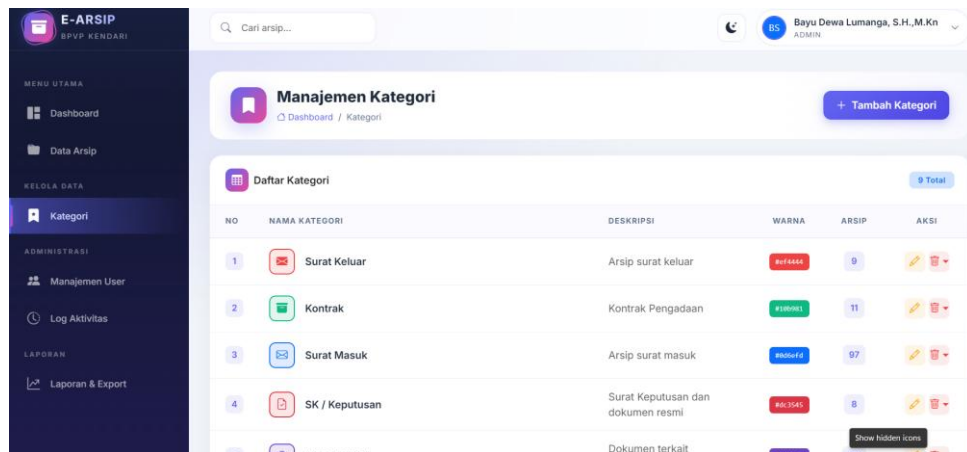 E-ARSIP
BPVP KENDARI
Cari arsip...
BS
Bayu Dewa Lumanga, S.H.,M.Kn
ADMIN
MENU UTAMA
Dashboard
Data Arsip
KELOLA DATA
Kategori
ADMINISTRASI
Manajemen User
Log Aktivitas
LAPORAN
Laporan & Export
Manajemen Kategori
Dashboard / Kategori
+ Tambah Kategori
Daftar Kategori
9 Total
NO NAMA KATEGORI DESKRIPSI WARNA ARSIP AKSI
1 Surat Keluar Arsip surat keluar #ef4444 9
2 Kontrak Kontrak Pengadaan #10b981 11
3 Surat Masuk Arsip surat masuk #0d6efd 97
4 SK / Keputusan Surat Keputusan dan
dokumen resmi #dc3545 8
Show hidden icons
Dokumen terkait